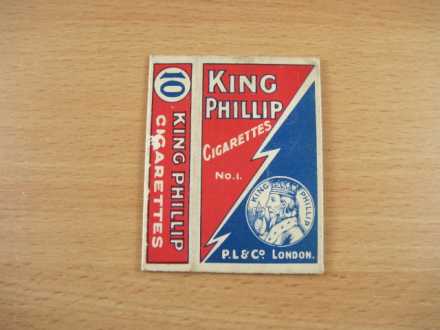 10
KING PHILLIP
CIGARETTES
KING
PHILLIP
CIGARETTES
No.1.
KING PHILLIP
P.L & Co. LONDON.